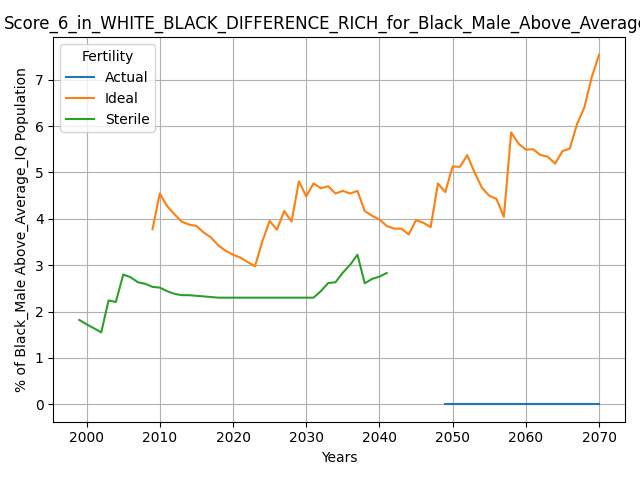 Score_6_in_WHITE_BLACK_DIFFERENCE_RICH_for_Black_Male_Above_Average
Fertility
Actual
Ideal
Sterile
% of Black_Male Above_Average_IQ Population
7
6
5
4
3
2
1
0
2000 2010 2020 2030 2040 2050 2060 2070
Years